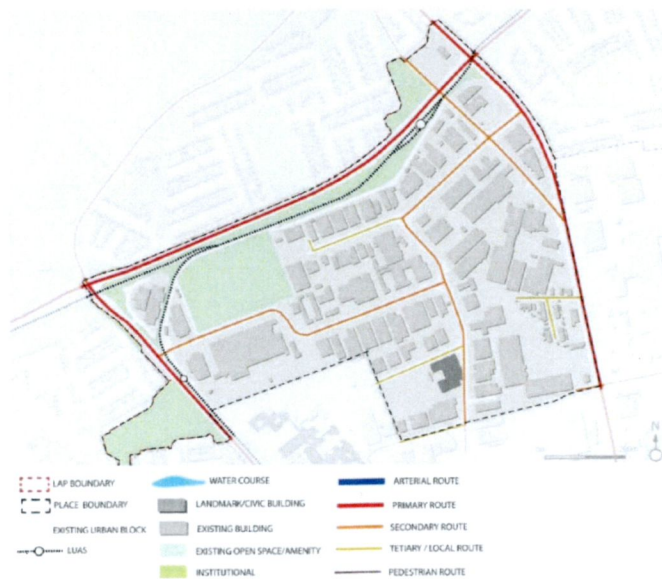 N
LAP BOUNDARY
PLACE BOUNDARY
EXISTING URBAN BLOCK
LUAS
WATER COURSE
LANDMARK/CIVIC BUILDING
EXISTING BUILDING
EXISTING OPEN SPACE/AMENITY
INSTITUTIONAL
ARTERIAL ROUTE
PRIMARY ROUTE
SECONDARY ROUTE
TETIARY / LOCAL ROUTE
PEDESTRIAN ROUTE